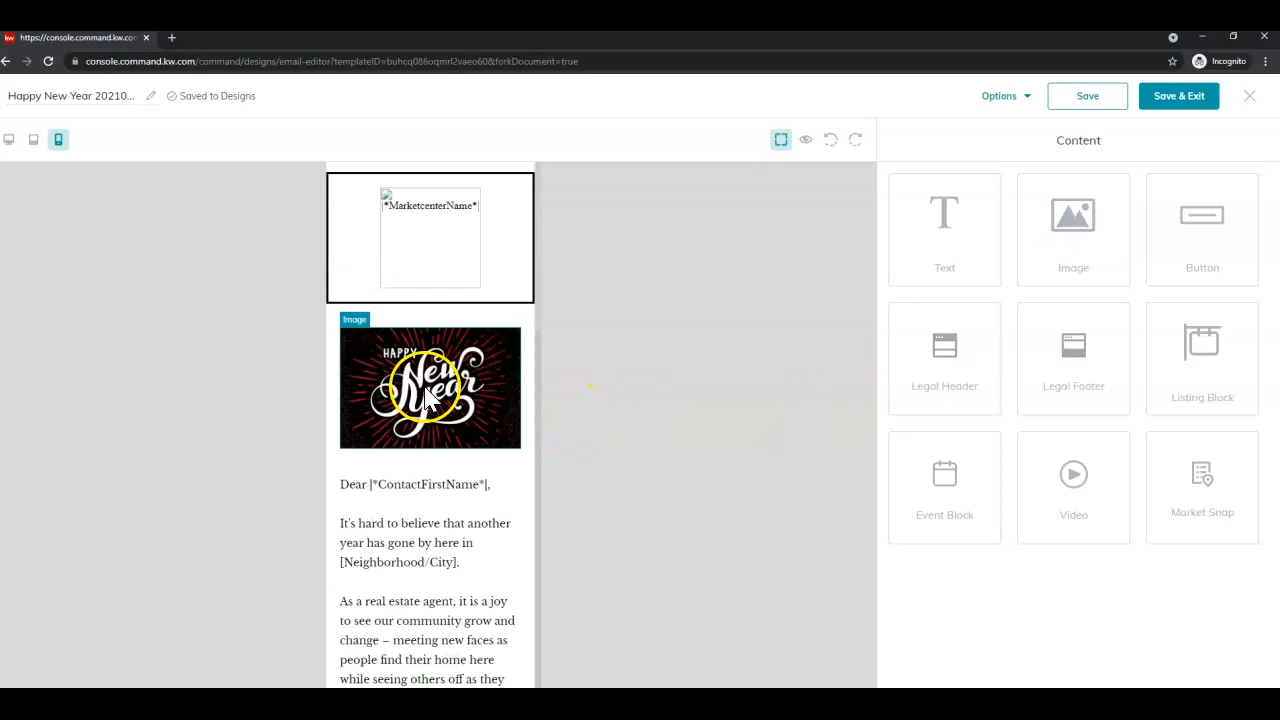 https://console.command.kw.co
Incognito
console.command.kw.com/command/designs/email-editor?templateID=buhcq086oqmrl2vaeo60&forkDocument=true
Happy New Year 20210...
Saved to Designs
Options
Save
Save & Exit
Content
|*MarketcenterName*|
Text
Image
Button
Image
HAPPY
New
Year
Legal Header
Legal Footer
Listing Block
Dear |*ContactFirstName*|,
Event Block
Video
Market Snap
It's hard to believe that another
year has gone by here in
[Neighborhood/City].
As a real estate agent, it is a joy
to see our community grow and
change – meeting new faces as
people find their home here
while seeing others off as they